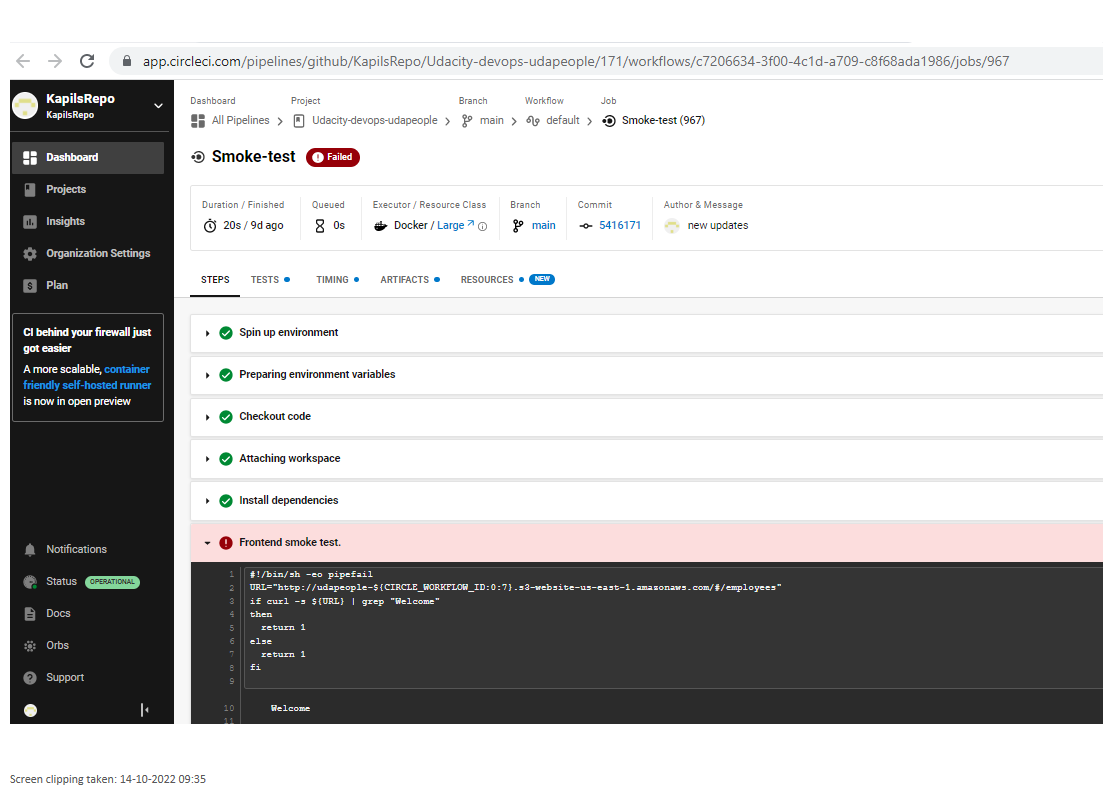 app.circleci.com/pipelines/github/KapilsRepo/Udacity-devops-udapeople/171/workflows/c7206634-3f00-4c1d-a709-c8f68ada1986/jobs/967
KapilsRepo
KapilsRepo
Dashboard
Projects
Insights
Organization Settings
Plan
CI behind your firewall just
got easier
A more scalable, container
friendly self-hosted runner
is now in open preview
Notifications
Status OPERATIONAL
Docs
Orbs
Support
Dashboard Project Branch Workflow Job
All Pipelines Udacity-devops-udapeople main default Smoke-test (967)
Smoke-test Failed
Duration / Finished Queued Executor / Resource Class Branch Commit Author & Message
20s / 9d ago 0s Docker / Large main 5416171 new updates
STEPS TESTS TIMING ARTIFACTS RESOURCES NEW
Spin up environment
Preparing environment variables
Checkout code
Attaching workspace
Install dependencies
Frontend smoke test.
1 #!/bin/sh -eo pipefail
2 URL="http://udapeople-${CIRCLE_WORKFLOW_ID:0:7}.s3-website-us-east-1.amazonaws.com/#/employees"
3 if curl -s ${URL} | grep "Welcome"
4 then
5 return 1
6 else
7 return 1
8 fi
9
10 Welcome
11
Screen clipping taken: 14-10-2022 09:35